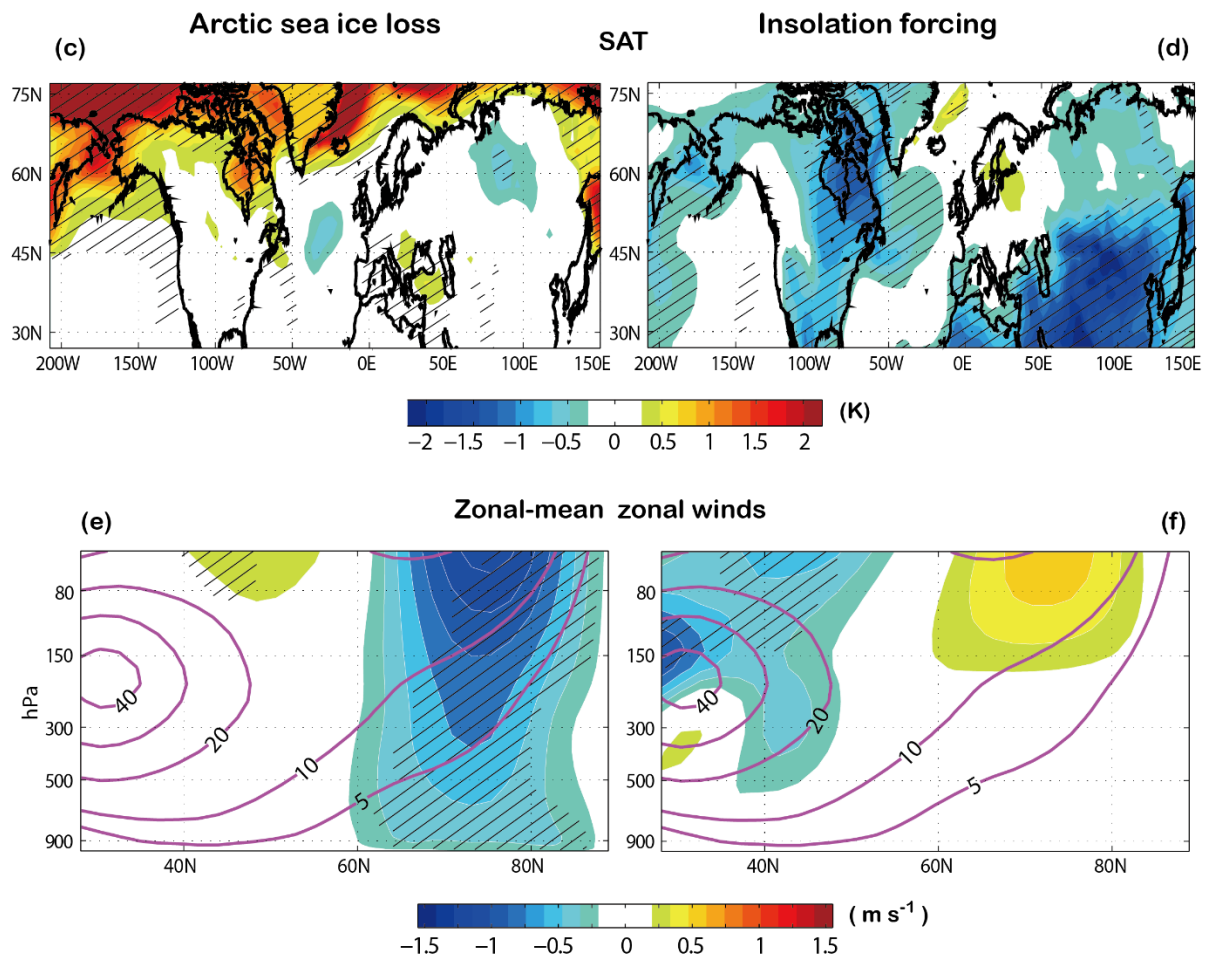 Arctic sea ice loss
Insolation forcing
(c)
SAT
(d)
75N
60N
45N
30N
200W 150W 100W 50W 0E 50E 100E 150E
75N
60N
45N
30N
200W 150W 100W 50W 0E 50E 100E 150E
−2 −1.5 −1 −0.5 0 0.5 1 1.5 2
(K)
Zonal-mean zonal winds
(e)
(f)
hPa
80
150
300
500
900
40
20
10
5
40N 60N 80N
80
150
300
500
900
40
20
10
5
40N 60N 80N
−1.5 −1 −0.5 0 0.5 1 1.5
( m s⁻¹ )